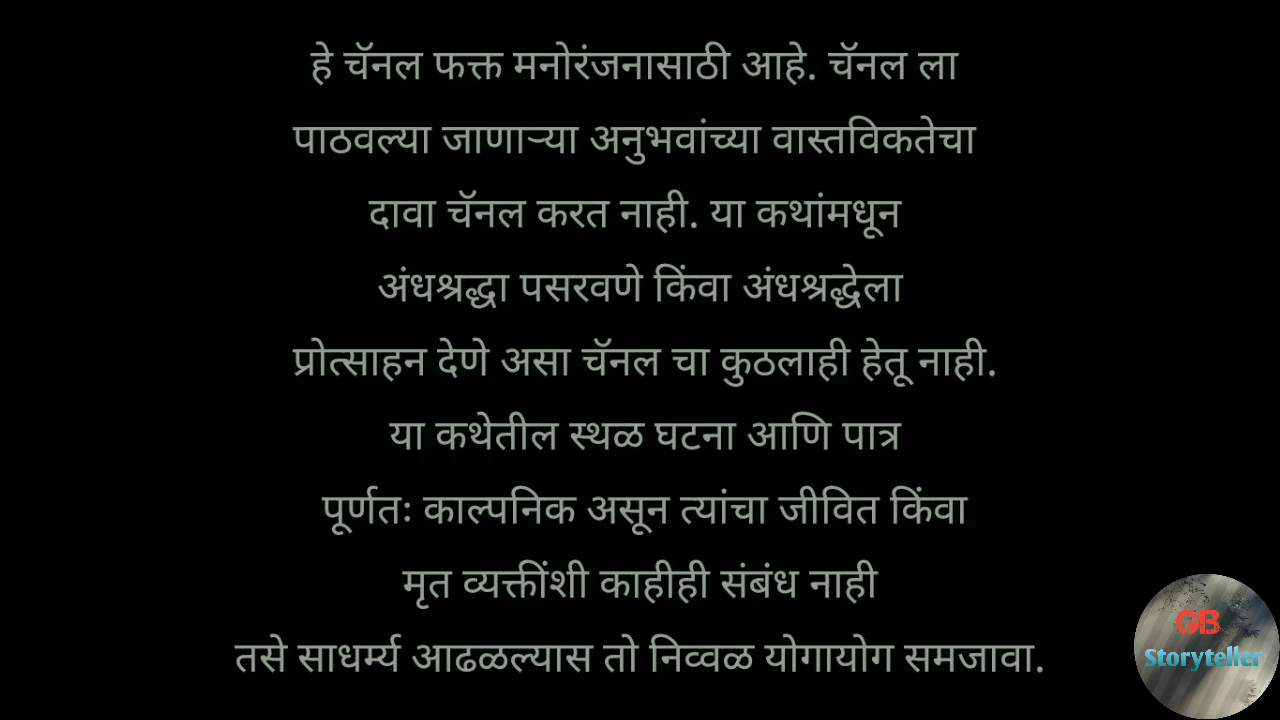 हे चॅनल फक्त मनोरंजनासाठी आहे. चॅनल ला
पाठवल्या जाणाऱ्या अनुभवांच्या वास्तविकतेचा
दावा चॅनल करत नाही. या कथांमधून
अंधश्रद्धा पसरवणे किंवा अंधश्रद्धेला
प्रोत्साहन देणे असा चॅनल चा कुठलाही हेतू नाही.
या कथेतील स्थळ घटना आणि पात्र
पूर्णतः काल्पनिक असून त्यांचा जीवित किंवा
मृत व्यक्तींशी काहीही संबंध नाही
तसे साधर्म्य आढळल्यास तो निव्वळ योगायोग समजावा.
GB
Storyteller